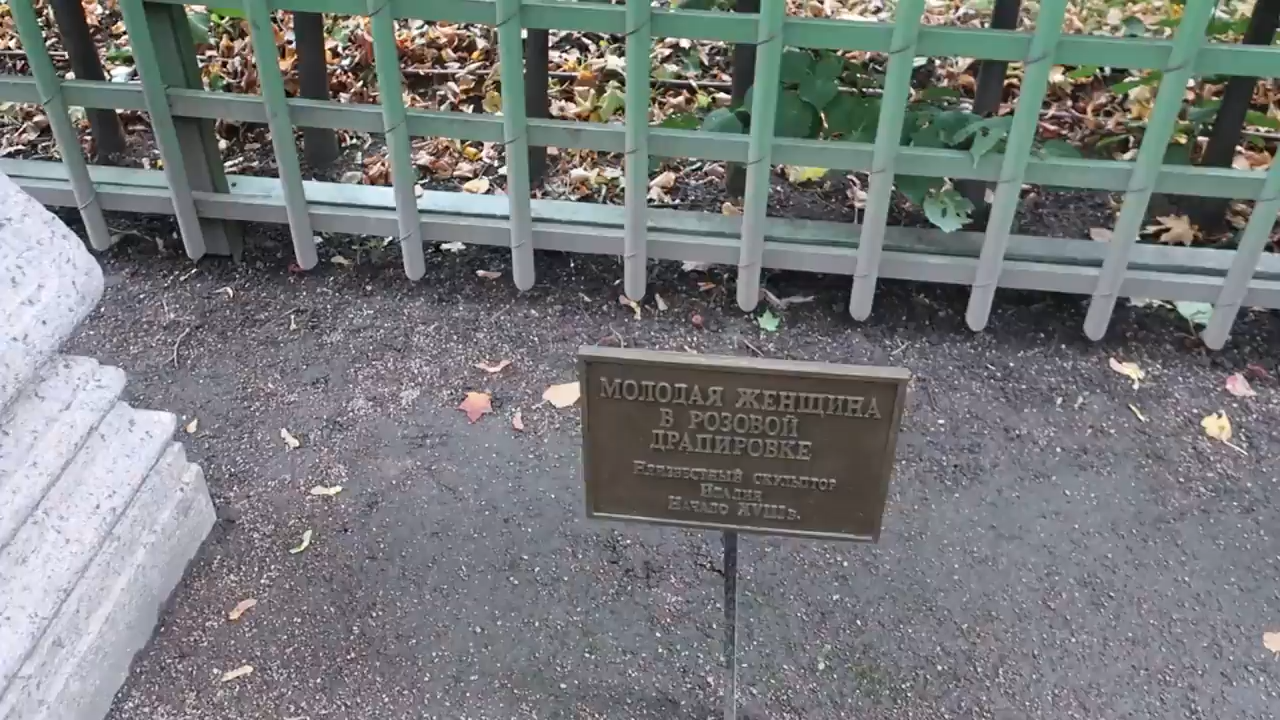 МОЛОДАЯ ЖЕНЩИНА
В РОЗОВОЙ
ДРАПИРОВКЕ
Неизвестный скульптор
Италия
Начало XVIII в.